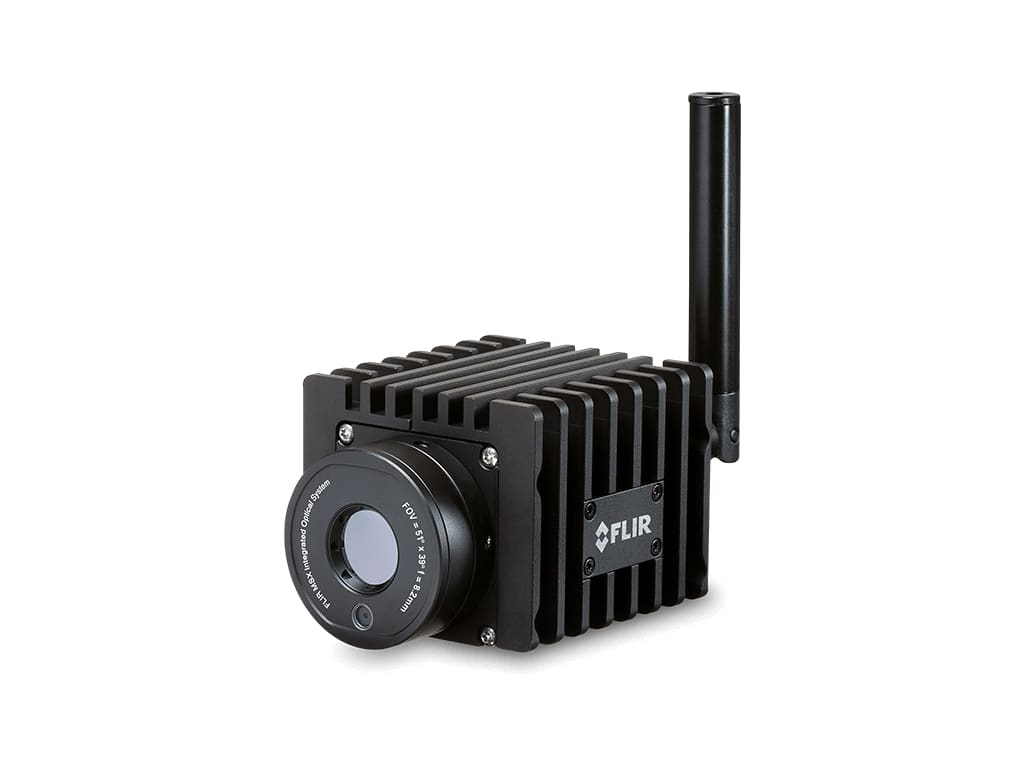 FLIR MSX Integrated Optical System
FOV = 51° x 39° f = 8.2mm
FLIR